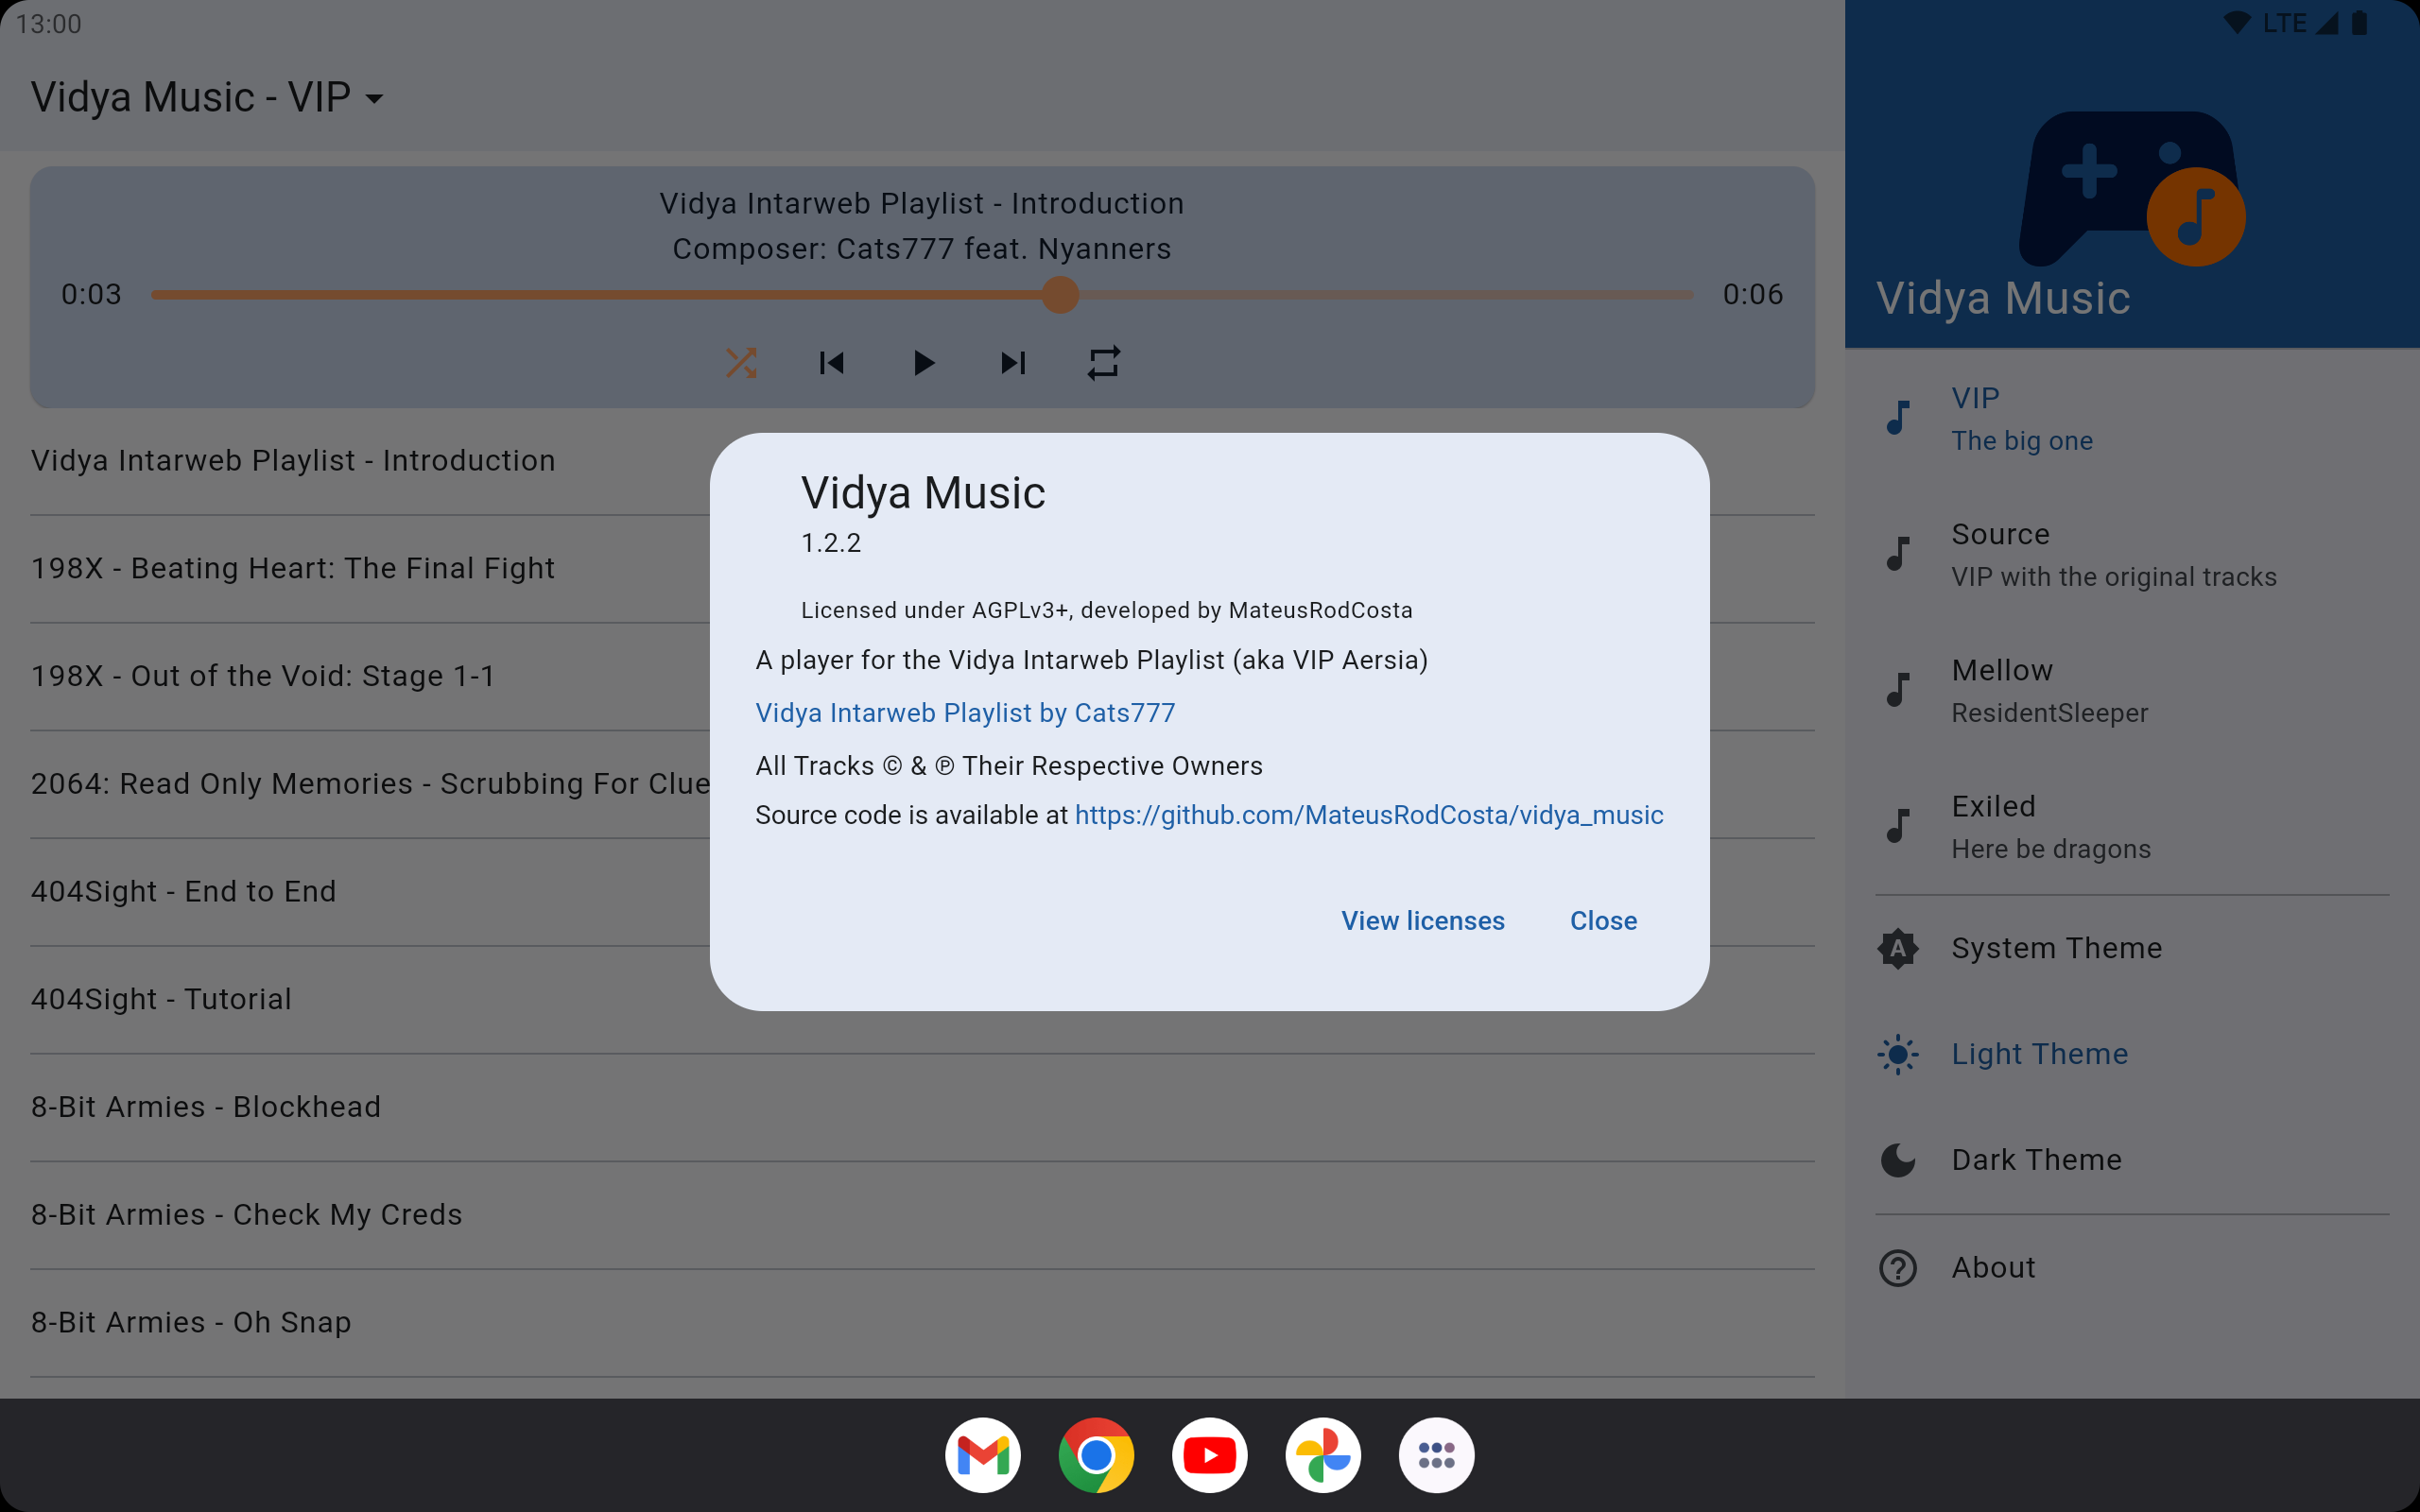 13:00
LTE
Vidya Music - VIP
Vidya Intarweb Playlist - Introduction
Composer: Cats777 feat. Nyanners
0:03
0:06
Vidya Intarweb Playlist - Introduction
198X - Beating Heart: The Final Fight
198X - Out of the Void: Stage 1-1
2064: Read Only Memories - Scrubbing For Clue
404Sight - End to End
404Sight - Tutorial
8-Bit Armies - Blockhead
8-Bit Armies - Check My Creds
8-Bit Armies - Oh Snap
Vidya Music
1.2.2
Licensed under AGPLv3+, developed by MateusRodCosta
A player for the Vidya Intarweb Playlist (aka VIP Aersia)
Vidya Intarweb Playlist by Cats777
All Tracks © & ℗ Their Respective Owners
Source code is available at https://github.com/MateusRodCosta/vidya_music
View licenses
Close
Vidya Music
VIP
The big one
Source
VIP with the original tracks
Mellow
ResidentSleeper
Exiled
Here be dragons
A
System Theme
Light Theme
Dark Theme
About